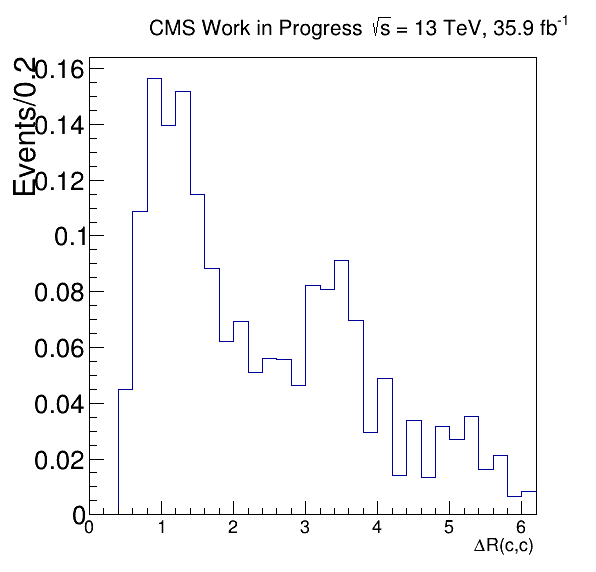 CMS Work in Progress √s = 13 TeV, 35.9 fb⁻¹
Events/0.2
0.16
0.14
0.12
0.1
0.08
0.06
0.04
0.02
0
0 1 2 3 4 5 6
ΔR(c,c)